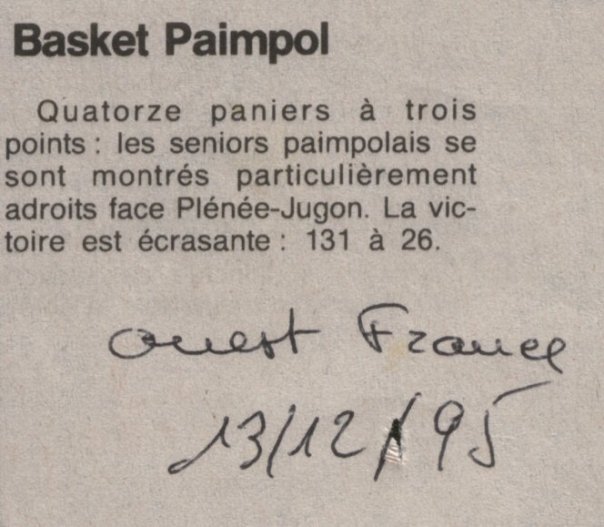 Basket Paimpol
Quatorze paniers à trois
points : les seniors paimpolais se
sont montrés particulièrement
adroits face Plénée-Jugon. La vic-
toire est écrasante : 131 à 26.
ouest France
13/12/95